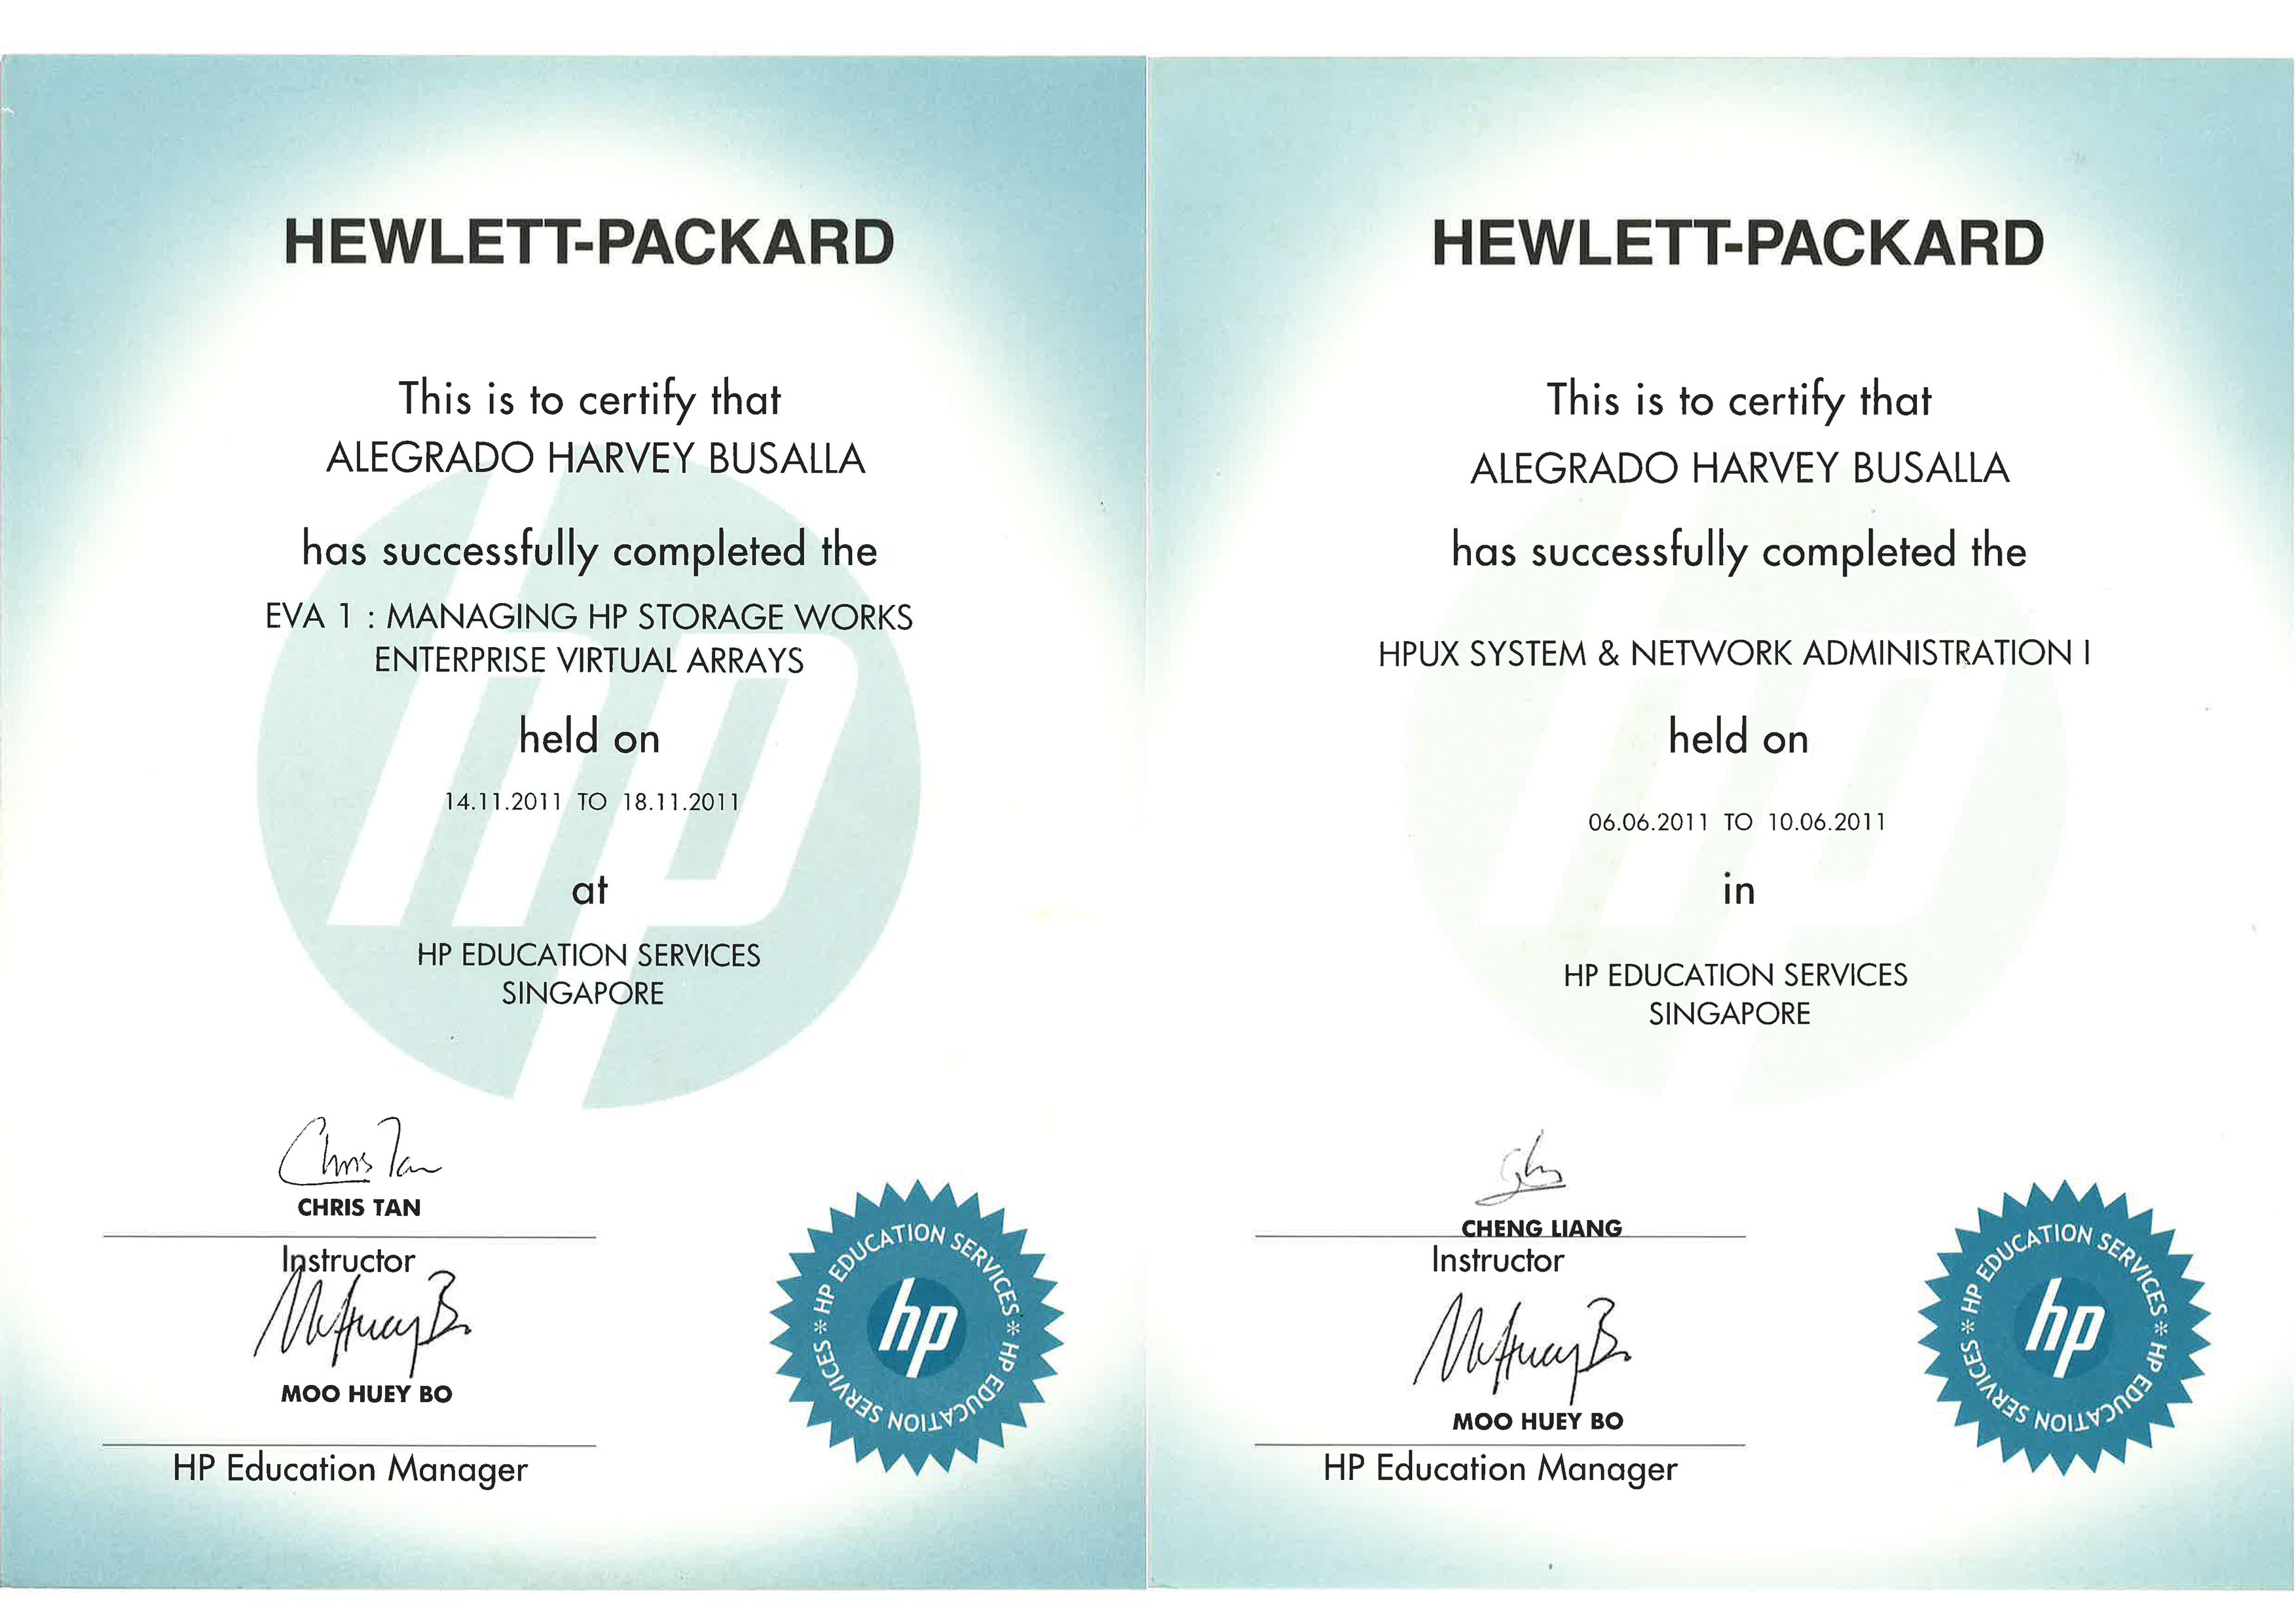 HEWLETT-PACKARD
This is to certify that
ALEGRADO HARVEY BUSALLA
has successfully completed the
EVA 1 : MANAGING HP STORAGE WORKS
ENTERPRISE VIRTUAL ARRAYS
held on
14.11.2011 TO 18.11.2011
at
HP EDUCATION SERVICES
SINGAPORE
Chris Tan
CHRIS TAN
Instructor
MOO HUEY BO
HP Education Manager
* HP EDUCATION SERVICES * HP EDUCATION SERVICES
hp
HEWLETT-PACKARD
This is to certify that
ALEGRADO HARVEY BUSALLA
has successfully completed the
HPUX SYSTEM & NETWORK ADMINISTRATION I
held on
06.06.2011 TO 10.06.2011
in
HP EDUCATION SERVICES
SINGAPORE
CHENG LIANG
Instructor
MOO HUEY BO
HP Education Manager
* HP EDUCATION SERVICES * HP EDUCATION SERVICES
hp